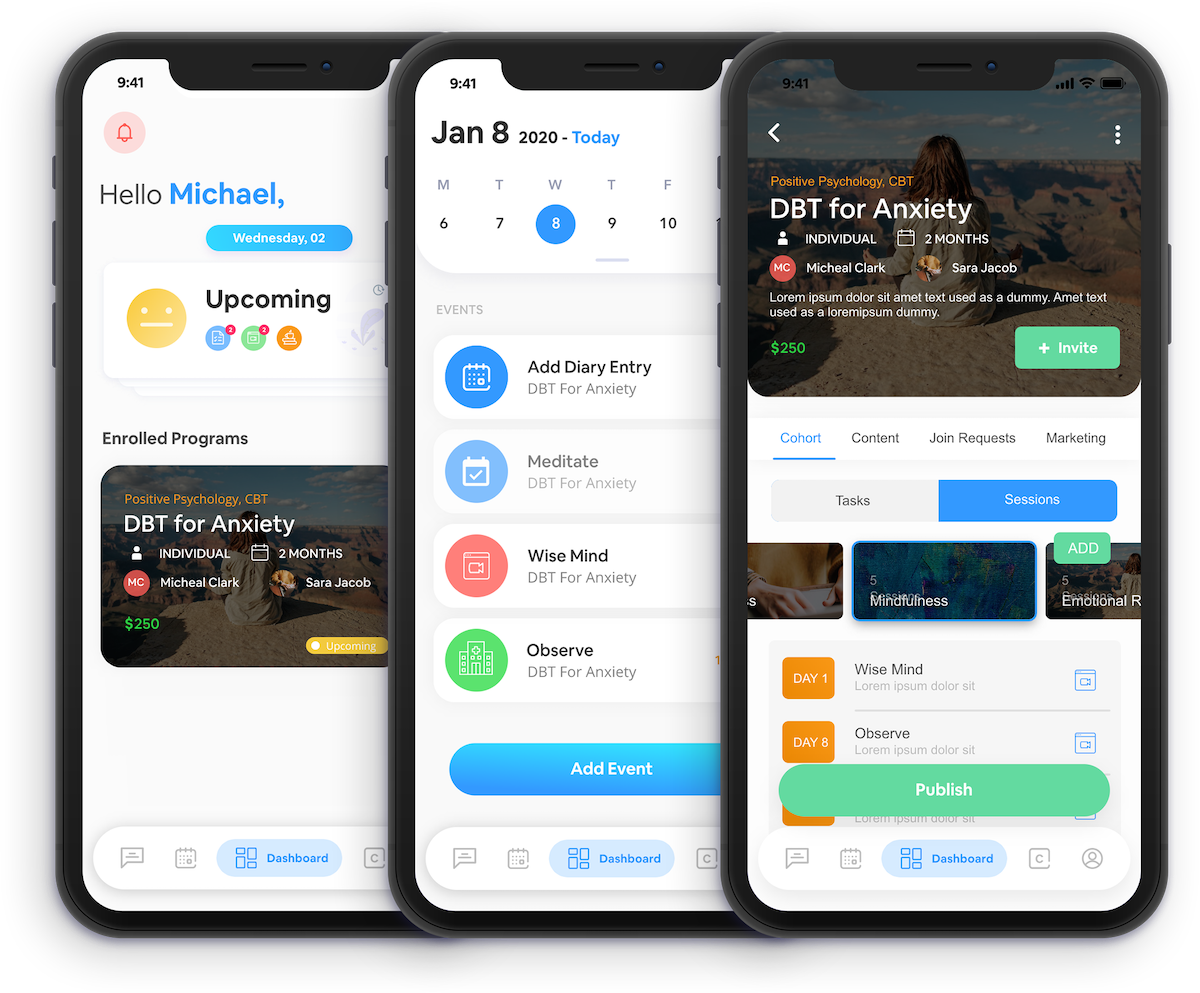 9:41
Hello Michael,
Wednesday, 02
Upcoming
2
2
Enrolled Programs
Positive Psychology, CBT
DBT for Anxiety
INDIVIDUAL 2 MONTHS
MC Micheal Clark Sara Jacob
$250
Upcoming
Dashboard
C
9:41
Jan 8 2020 - Today
M T W T F
6 7 8 9 10
EVENTS
Add Diary Entry
DBT For Anxiety
Meditate
DBT For Anxiety
Wise Mind
DBT For Anxiety
Observe
DBT For Anxiety
Add Event
Dashboard
C
9:41
Positive Psychology, CBT
DBT for Anxiety
INDIVIDUAL 2 MONTHS
MC Micheal Clark Sara Jacob
Lorem ipsum dolor sit amet text used as a dummy. Amet text
used as a loremipsum dummy.
$250
+ Invite
Cohort Content Join Requests Marketing
Tasks Sessions
ADD
5
Sessions
Mindfulness
5
Sessions
Emotional R
DAY 1 Wise Mind
Lorem ipsum dolor sit
DAY 8 Observe
Lorem ipsum dolor sit
Publish
Lorem ipsum dolor sit
Dashboard
C